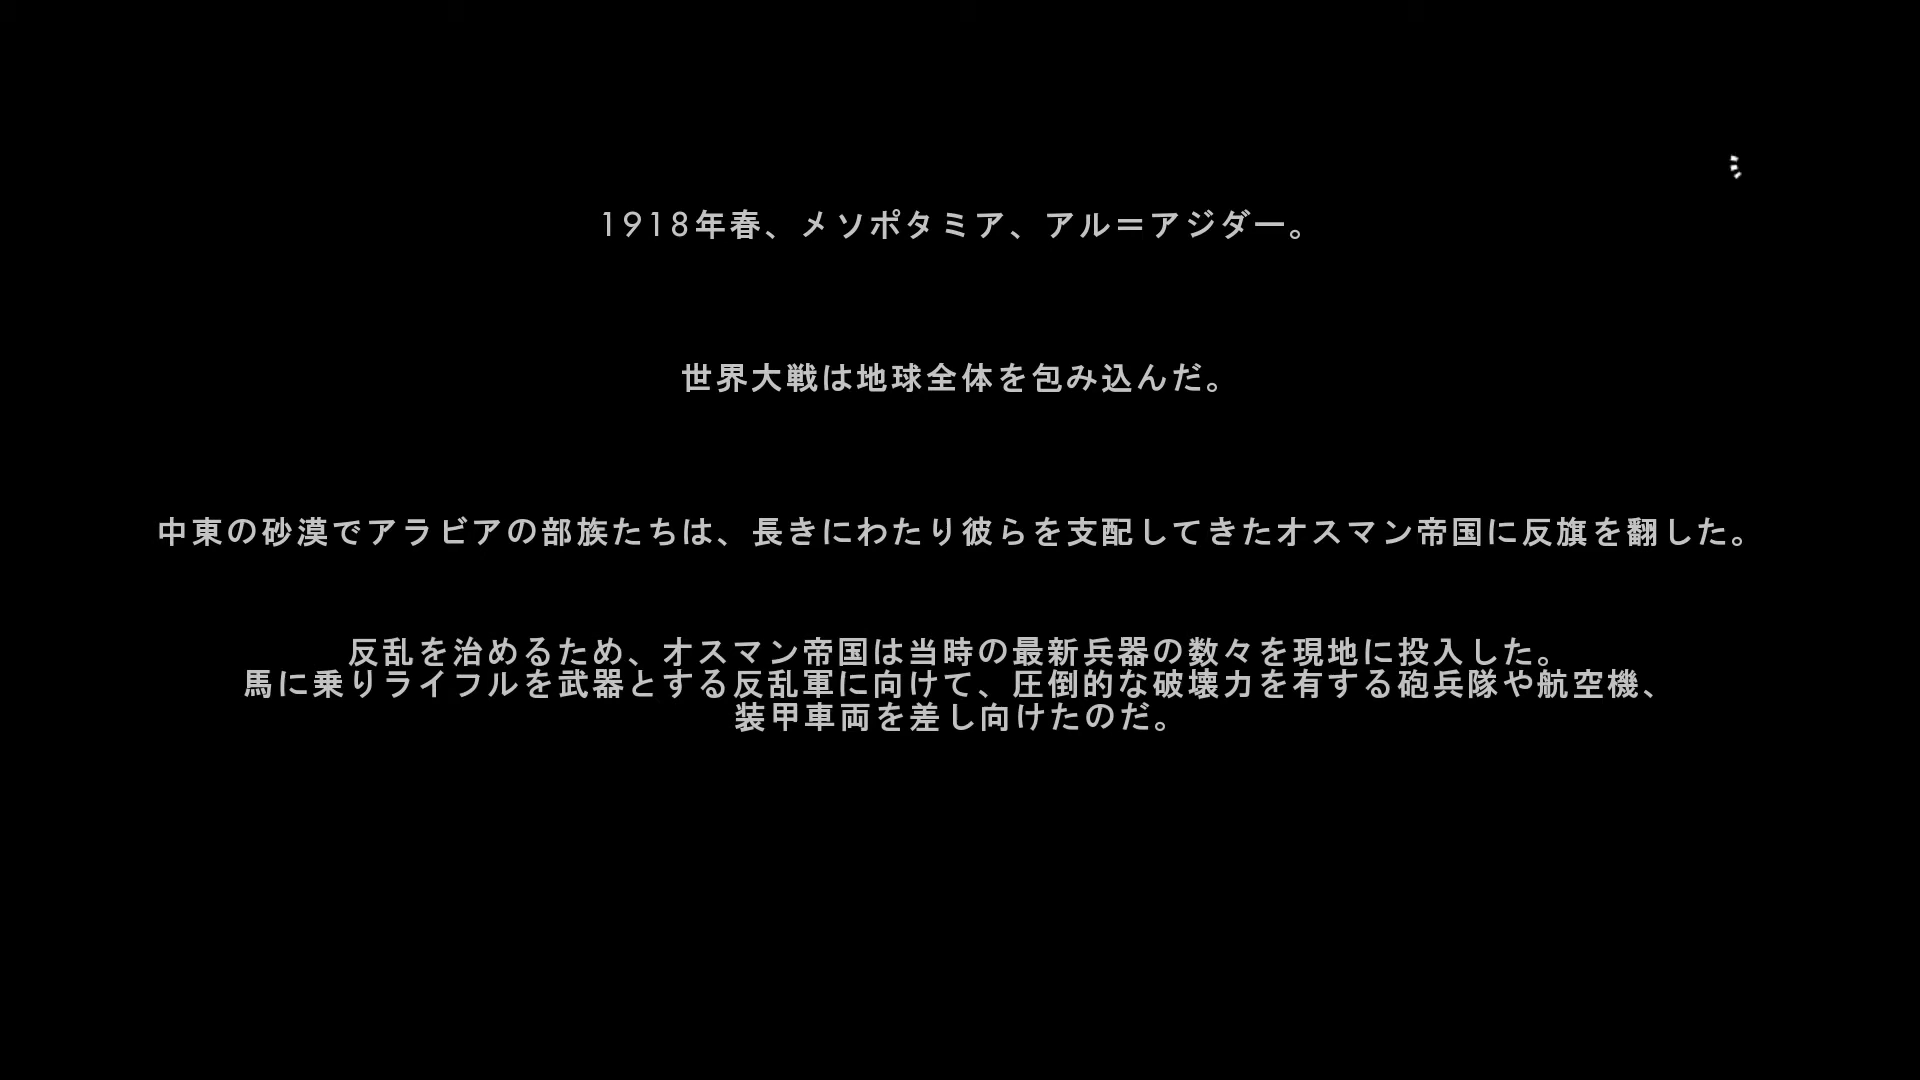 1918年春、メソポタミア、アル＝アジダー。
世界大戦は地球全体を包み込んだ。
中東の砂漠でアラビアの部族たちは、長きにわたり彼らを支配してきたオスマン帝国に反旗を翻した。
反乱を治めるため、オスマン帝国は当時の最新兵器の数々を現地に投入した。
馬に乗りライフルを武器とする反乱軍に向けて、圧倒的な破壊力を有する砲兵隊や航空機、
装甲車両を差し向けたのだ。